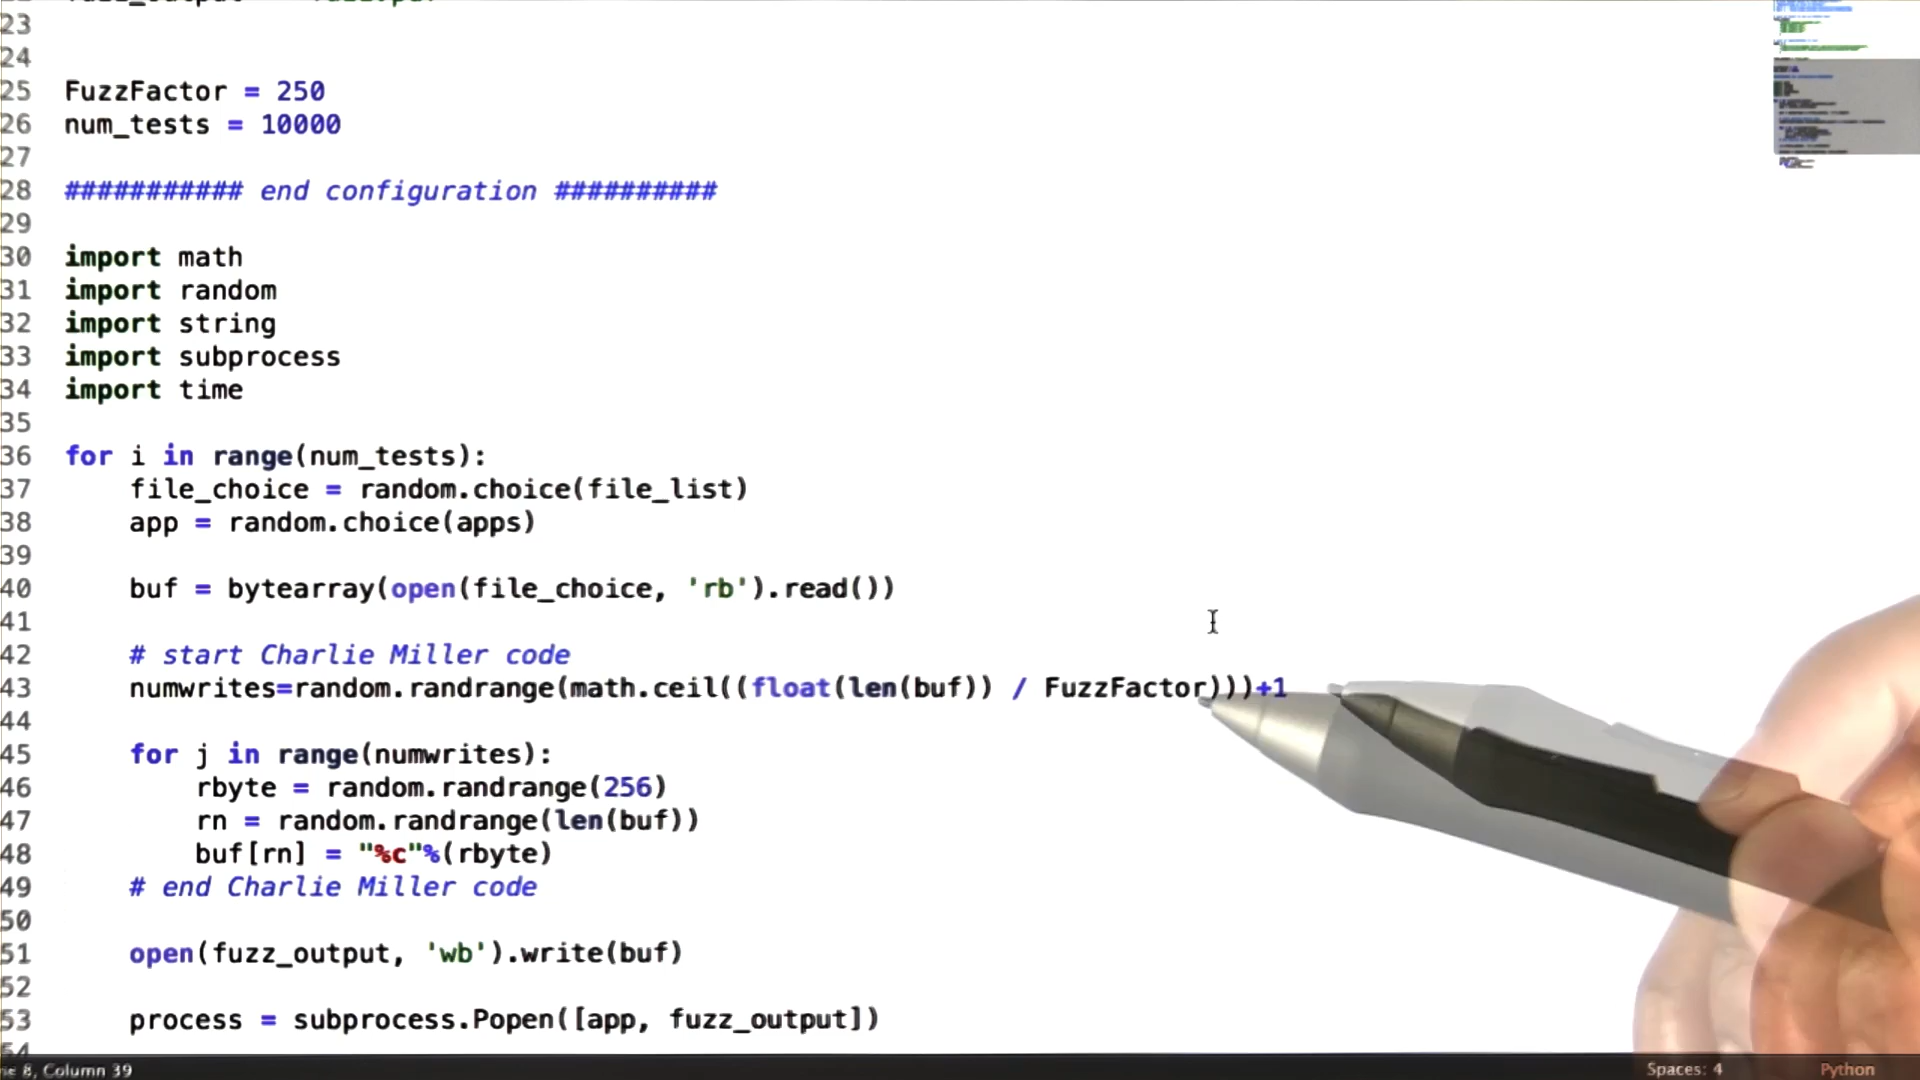 23
24
25 FuzzFactor = 250
26 num_tests = 10000
27
28 ########### end configuration ##########
29
30 import math
31 import random
32 import string
33 import subprocess
34 import time
35
36 for i in range(num_tests):
37     file_choice = random.choice(file_list)
38     app = random.choice(apps)
39
40     buf = bytearray(open(file_choice, 'rb').read())
41
42     # start Charlie Miller code
43     numwrites=random.randrange(math.ceil((float(len(buf)) / FuzzFactor)))+1
44
45     for j in range(numwrites):
46         rbyte = random.randrange(256)
47         rn = random.randrange(len(buf))
48         buf[rn] = "%c"%(rbyte)
49     # end Charlie Miller code
50
51     open(fuzz_output, 'wb').write(buf)
52
53     process = subprocess.Popen([app, fuzz_output])
54
8, Column 39
Spaces: 4
Python